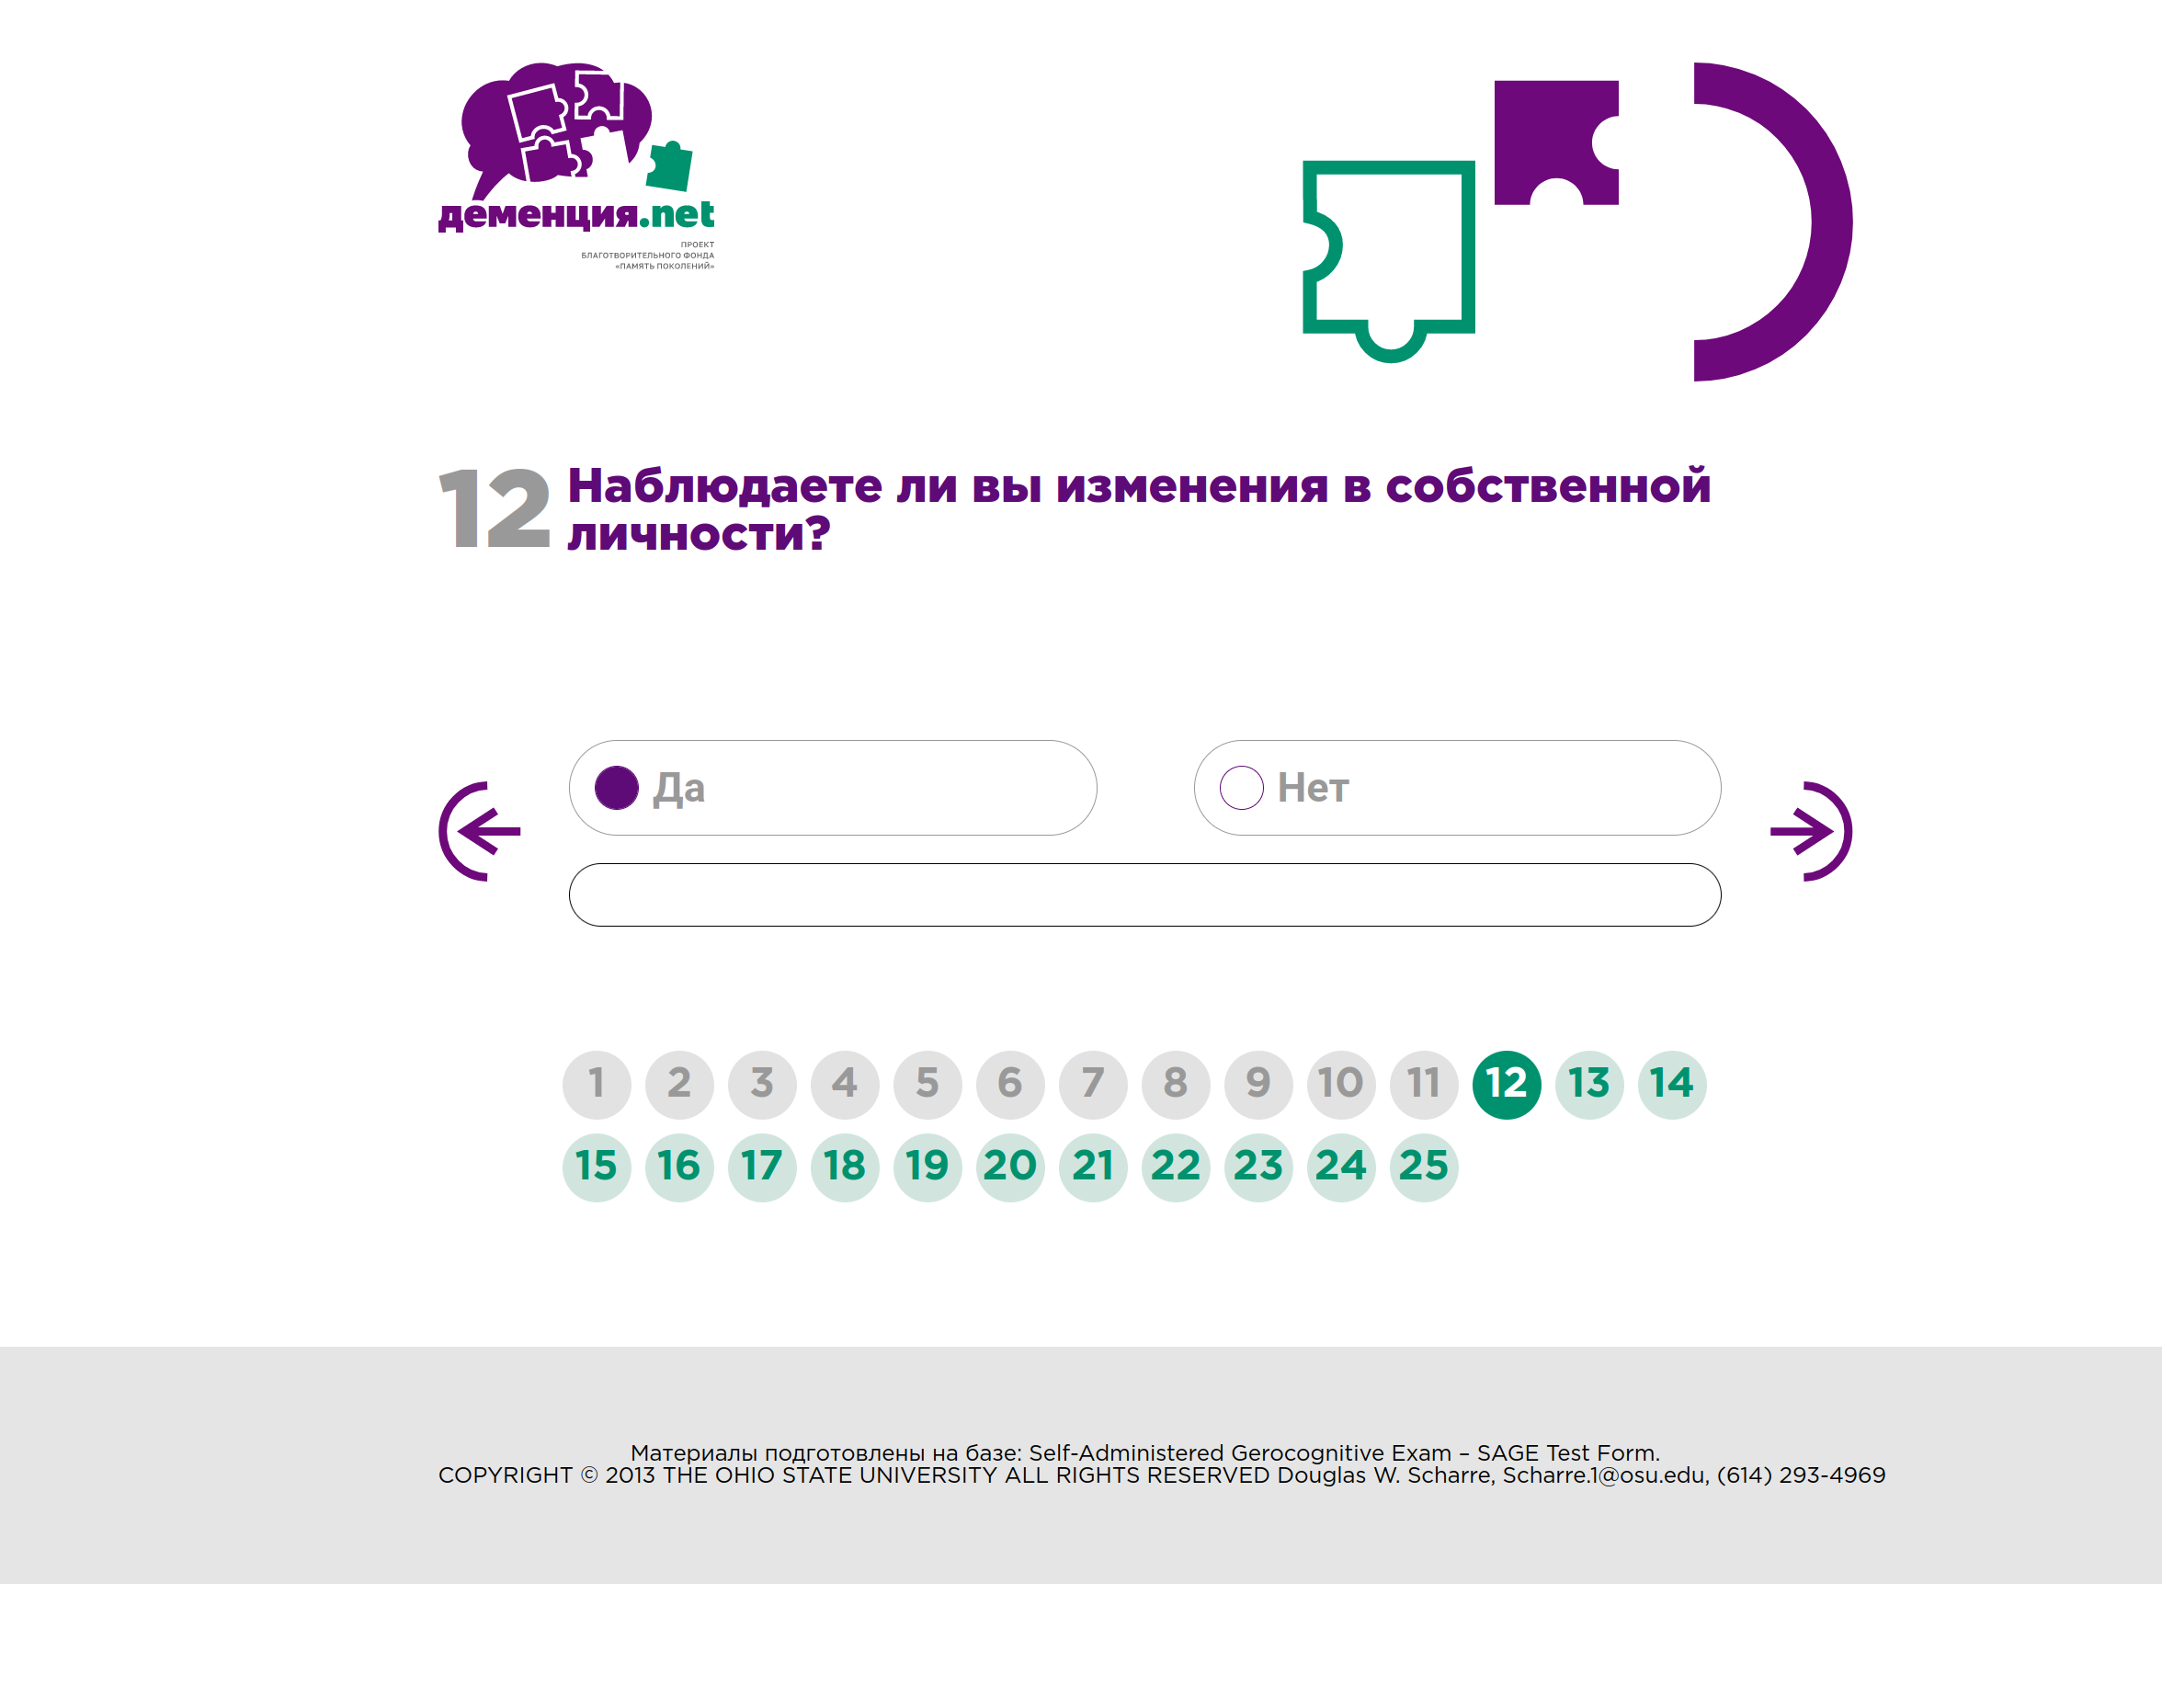 деменция.net
ПРОЕКТ
БЛАГОТВОРИТЕЛЬНОГО ФОНДА
«ПАМЯТЬ ПОКОЛЕНИЙ»
12 Наблюдаете ли вы изменения в собственной
личности?
Да Нет
1 2 3 4 5 6 7 8 9 10 11 12 13 14
15 16 17 18 19 20 21 22 23 24 25
Материалы подготовлены на базе: Self-Administered Gerocognitive Exam – SAGE Test Form.
COPYRIGHT © 2013 THE OHIO STATE UNIVERSITY ALL RIGHTS RESERVED Douglas W. Scharre, Scharre.1@osu.edu, (614) 293-4969